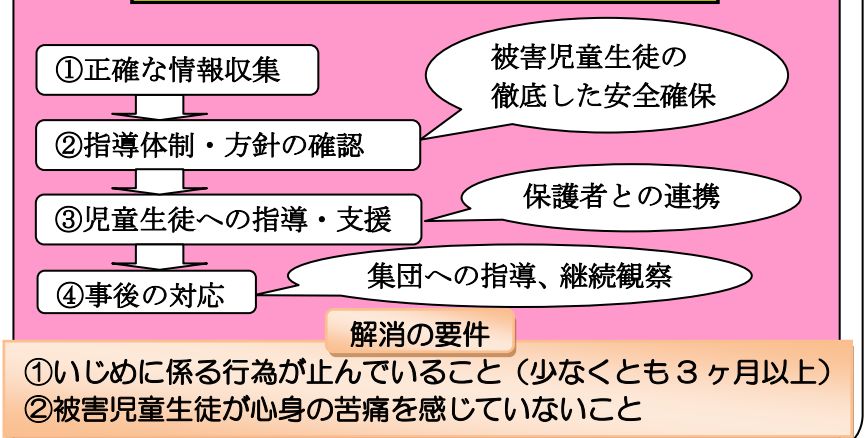 ①正確な情報収集
被害児童生徒の
徹底した安全確保
②指導体制・方針の確認
③児童生徒への指導・支援
保護者との連携
④事後の対応
集団への指導、継続観察
解消の要件
①いじめに係る行為が止んでいること（少なくとも３ヶ月以上）
②被害児童生徒が心身の苦痛を感じていないこと